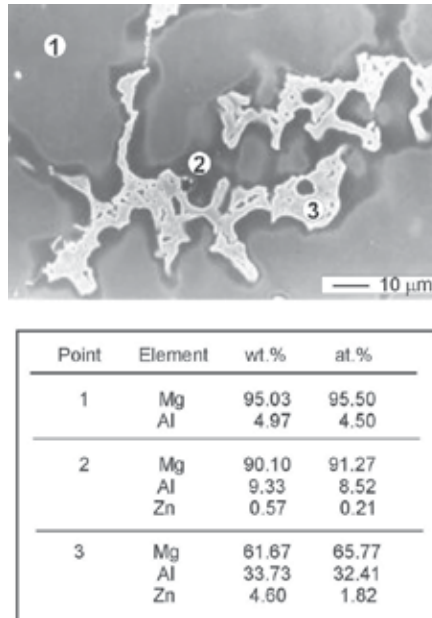 1
2
3
10 μm
Point Element wt.% at.%
1 Mg 95.03 95.50
Al 4.97 4.50
2 Mg 90.10 91.27
Al 9.33 8.52
Zn 0.57 0.21
3 Mg 61.67 65.77
Al 33.73 32.41
Zn 4.60 1.82